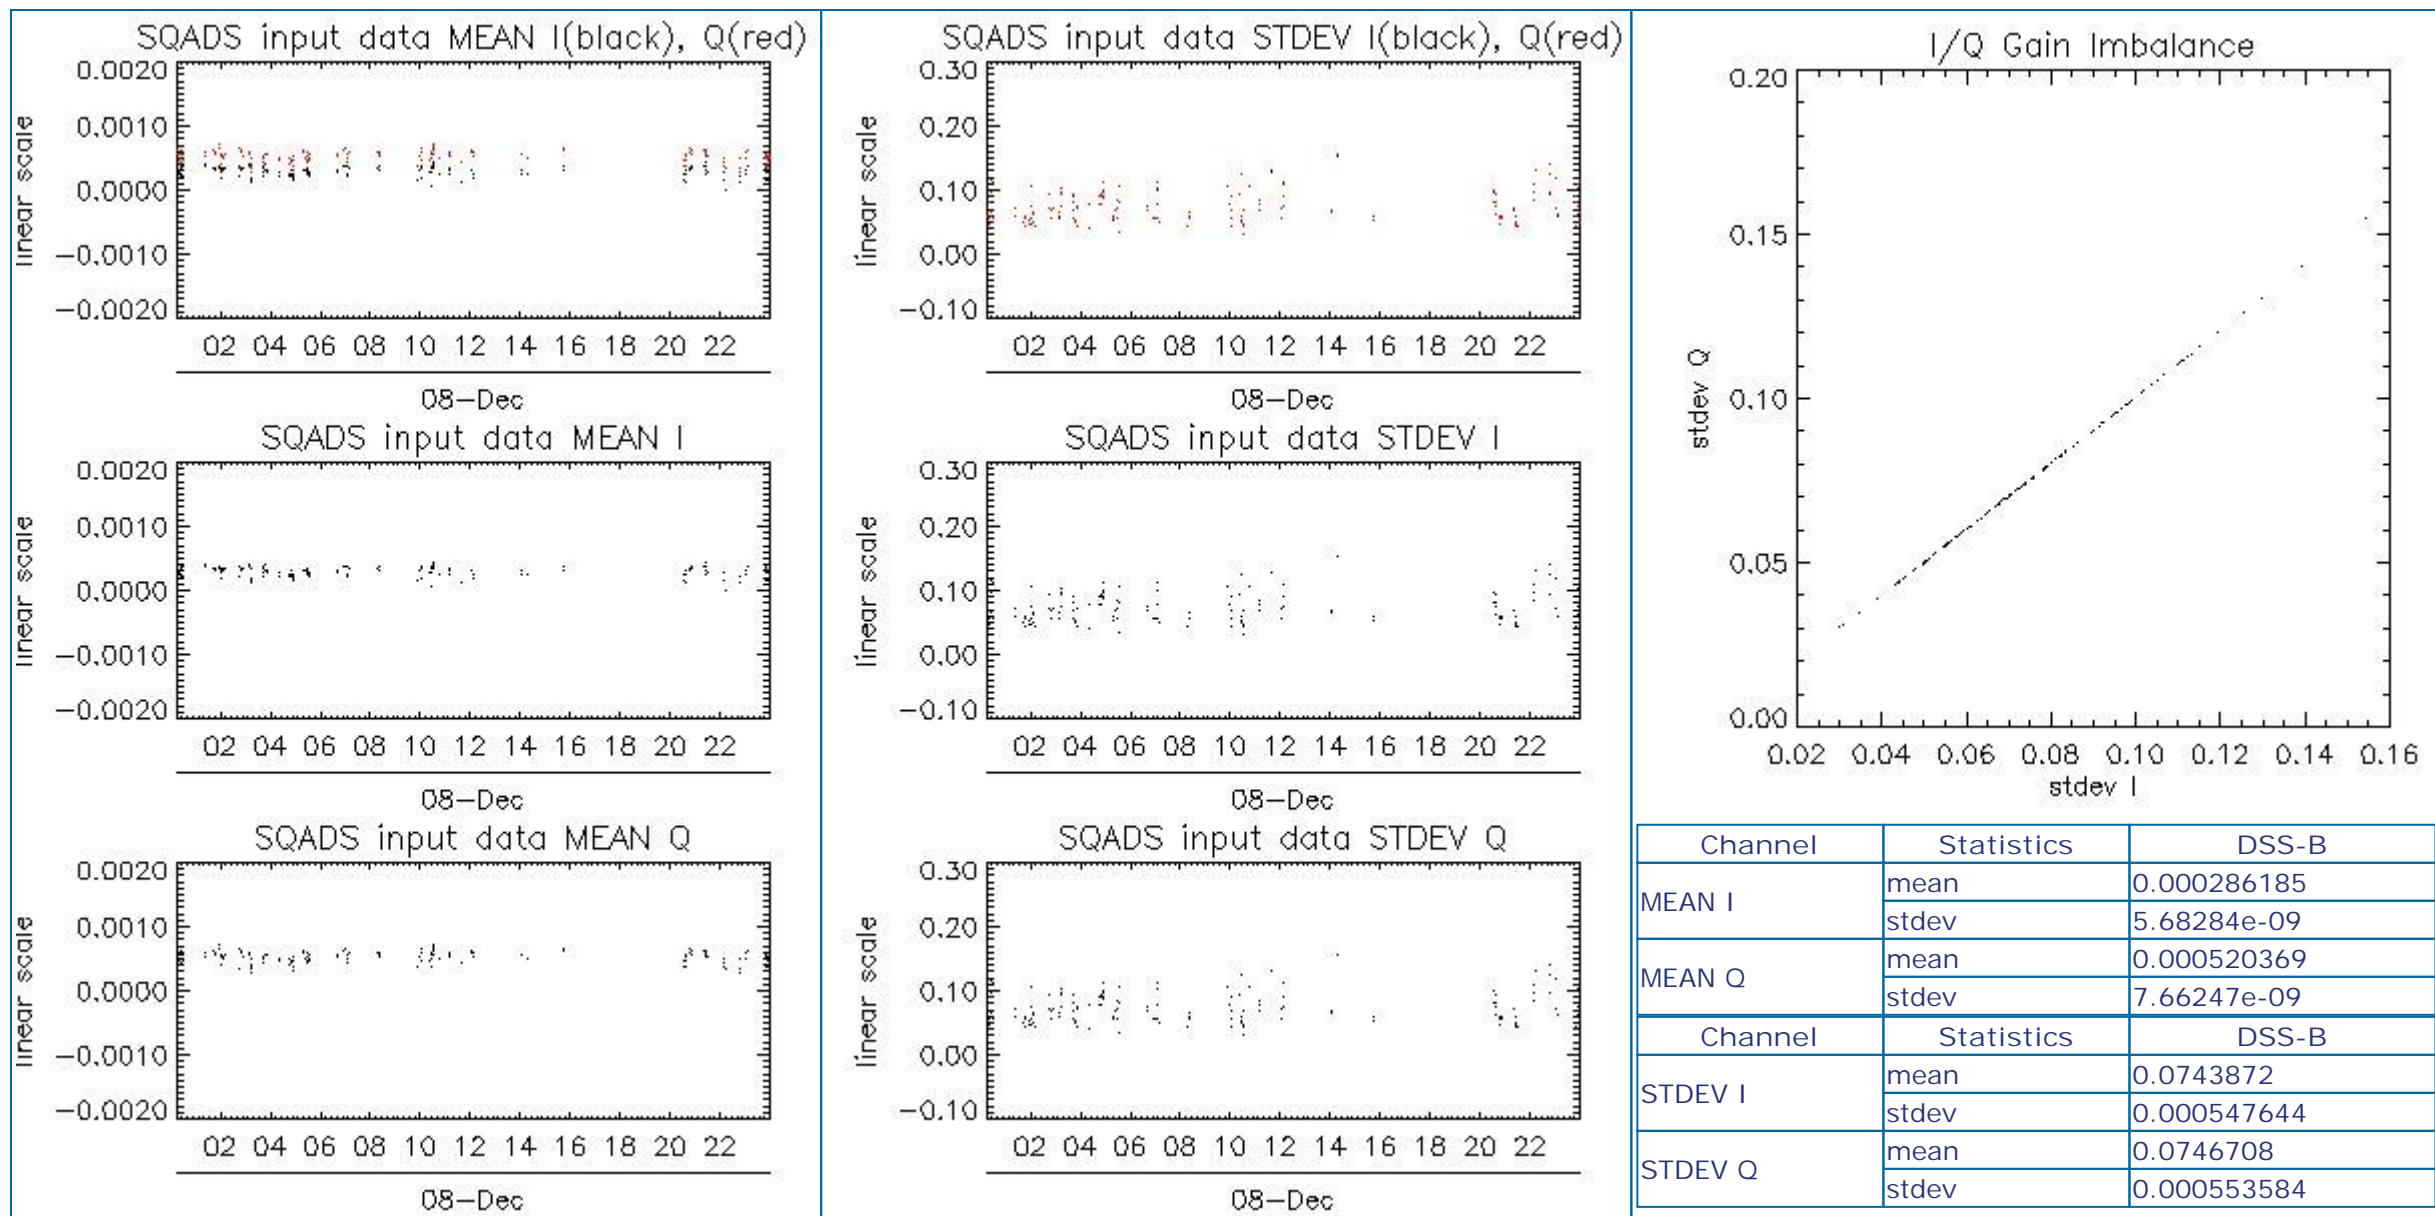 SQADS input data MEAN I(black), Q(red)
0.0020
0.0010
0.0000
−0.0010
−0.0020
linear scale
02 04 06 08 10 12 14 16 18 20 22
08−Dec
SQADS input data MEAN I
0.0020
0.0010
0.0000
−0.0010
−0.0020
linear scale
02 04 06 08 10 12 14 16 18 20 22
08−Dec
SQADS input data MEAN Q
0.0020
0.0010
0.0000
−0.0010
−0.0020
linear scale
02 04 06 08 10 12 14 16 18 20 22
08−Dec
SQADS input data STDEV I(black), Q(red)
0.30
0.20
0.10
0.00
−0.10
linear scale
02 04 06 08 10 12 14 16 18 20 22
08−Dec
SQADS input data STDEV I
0.30
0.20
0.10
0.00
−0.10
linear scale
02 04 06 08 10 12 14 16 18 20 22
08−Dec
SQADS input data STDEV Q
0.30
0.20
0.10
0.00
−0.10
linear scale
02 04 06 08 10 12 14 16 18 20 22
08−Dec
I/Q Gain Imbalance
0.20
0.15
0.10
0.05
0.00
stdev Q
0.02 0.04 0.06 0.08 0.10 0.12 0.14 0.16
stdev I
Channel Statistics DSS-B
MEAN I mean 0.000286185
stdev 5.68284e-09
MEAN Q mean 0.000520369
stdev 7.66247e-09
Channel Statistics DSS-B
STDEV I mean 0.0743872
stdev 0.000547644
STDEV Q mean 0.0746708
stdev 0.000553584